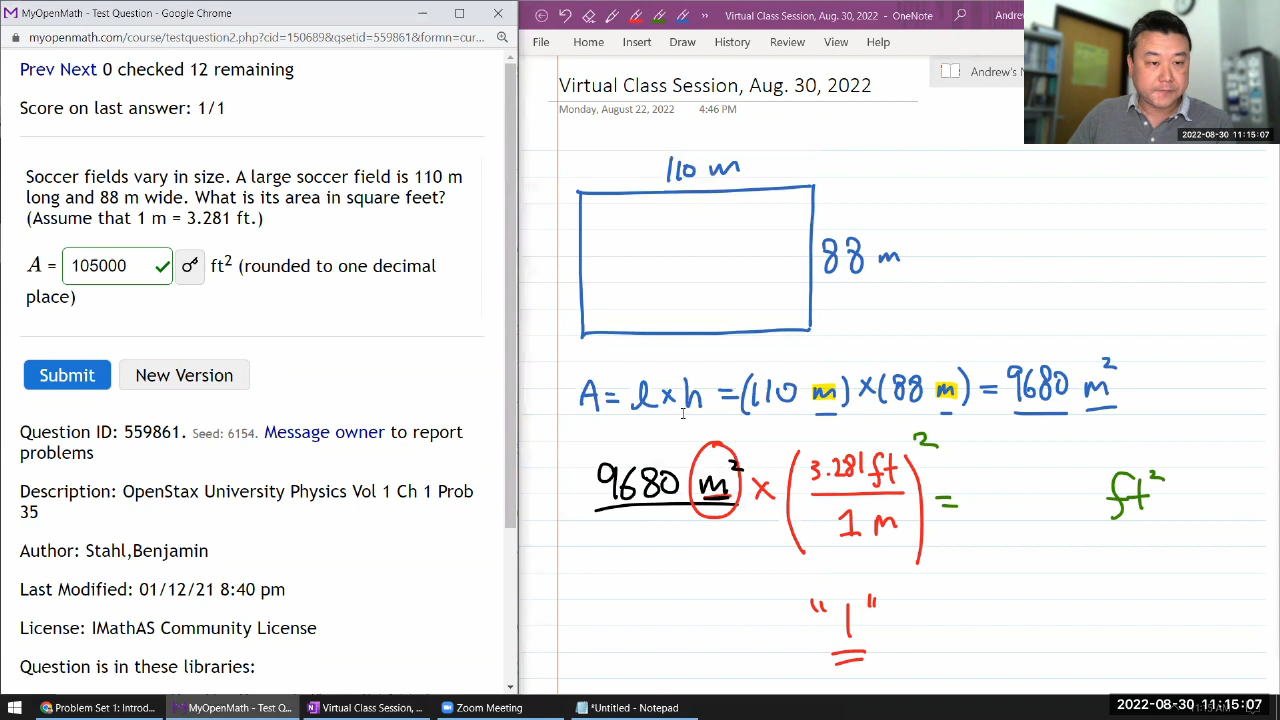 MyOpenMath - Test Question - Google Chrome
myopenmath.com/course/testquestion2.php?cid=150689&qsetid=559861&formn=cur...
Prev Next 0 checked 12 remaining
Score on last answer: 1/1
Soccer fields vary in size. A large soccer field is 110 m
long and 88 m wide. What is its area in square feet?
(Assume that 1 m = 3.281 ft.)
A = 105000 ft² (rounded to one decimal
place)
Submit New Version
Question ID: 559861. Seed: 6154. Message owner to report
problems
Description: OpenStax University Physics Vol 1 Ch 1 Prob
35
Author: Stahl,Benjamin
Last Modified: 01/12/21 8:40 pm
License: IMathAS Community License
Question is in these libraries:
Virtual Class Session, Aug. 30, 2022 - OneNote
File Home Insert Draw History Review View Help
Andrew's N
Virtual Class Session, Aug. 30, 2022
Monday, August 22, 2022 4:46 PM
110 m
88 m
A = l × h = (110 m) × (88 m) = 9680 m²
9680 m² × (3.281 ft / 1 m)² = ft²
"1"
2022-08-30 11:15:07
Problem Set 1: Introd...
MyOpenMath - Test Q...
Virtual Class Session, ...
Zoom Meeting
*Untitled - Notepad
2022-08-30 11:15:07